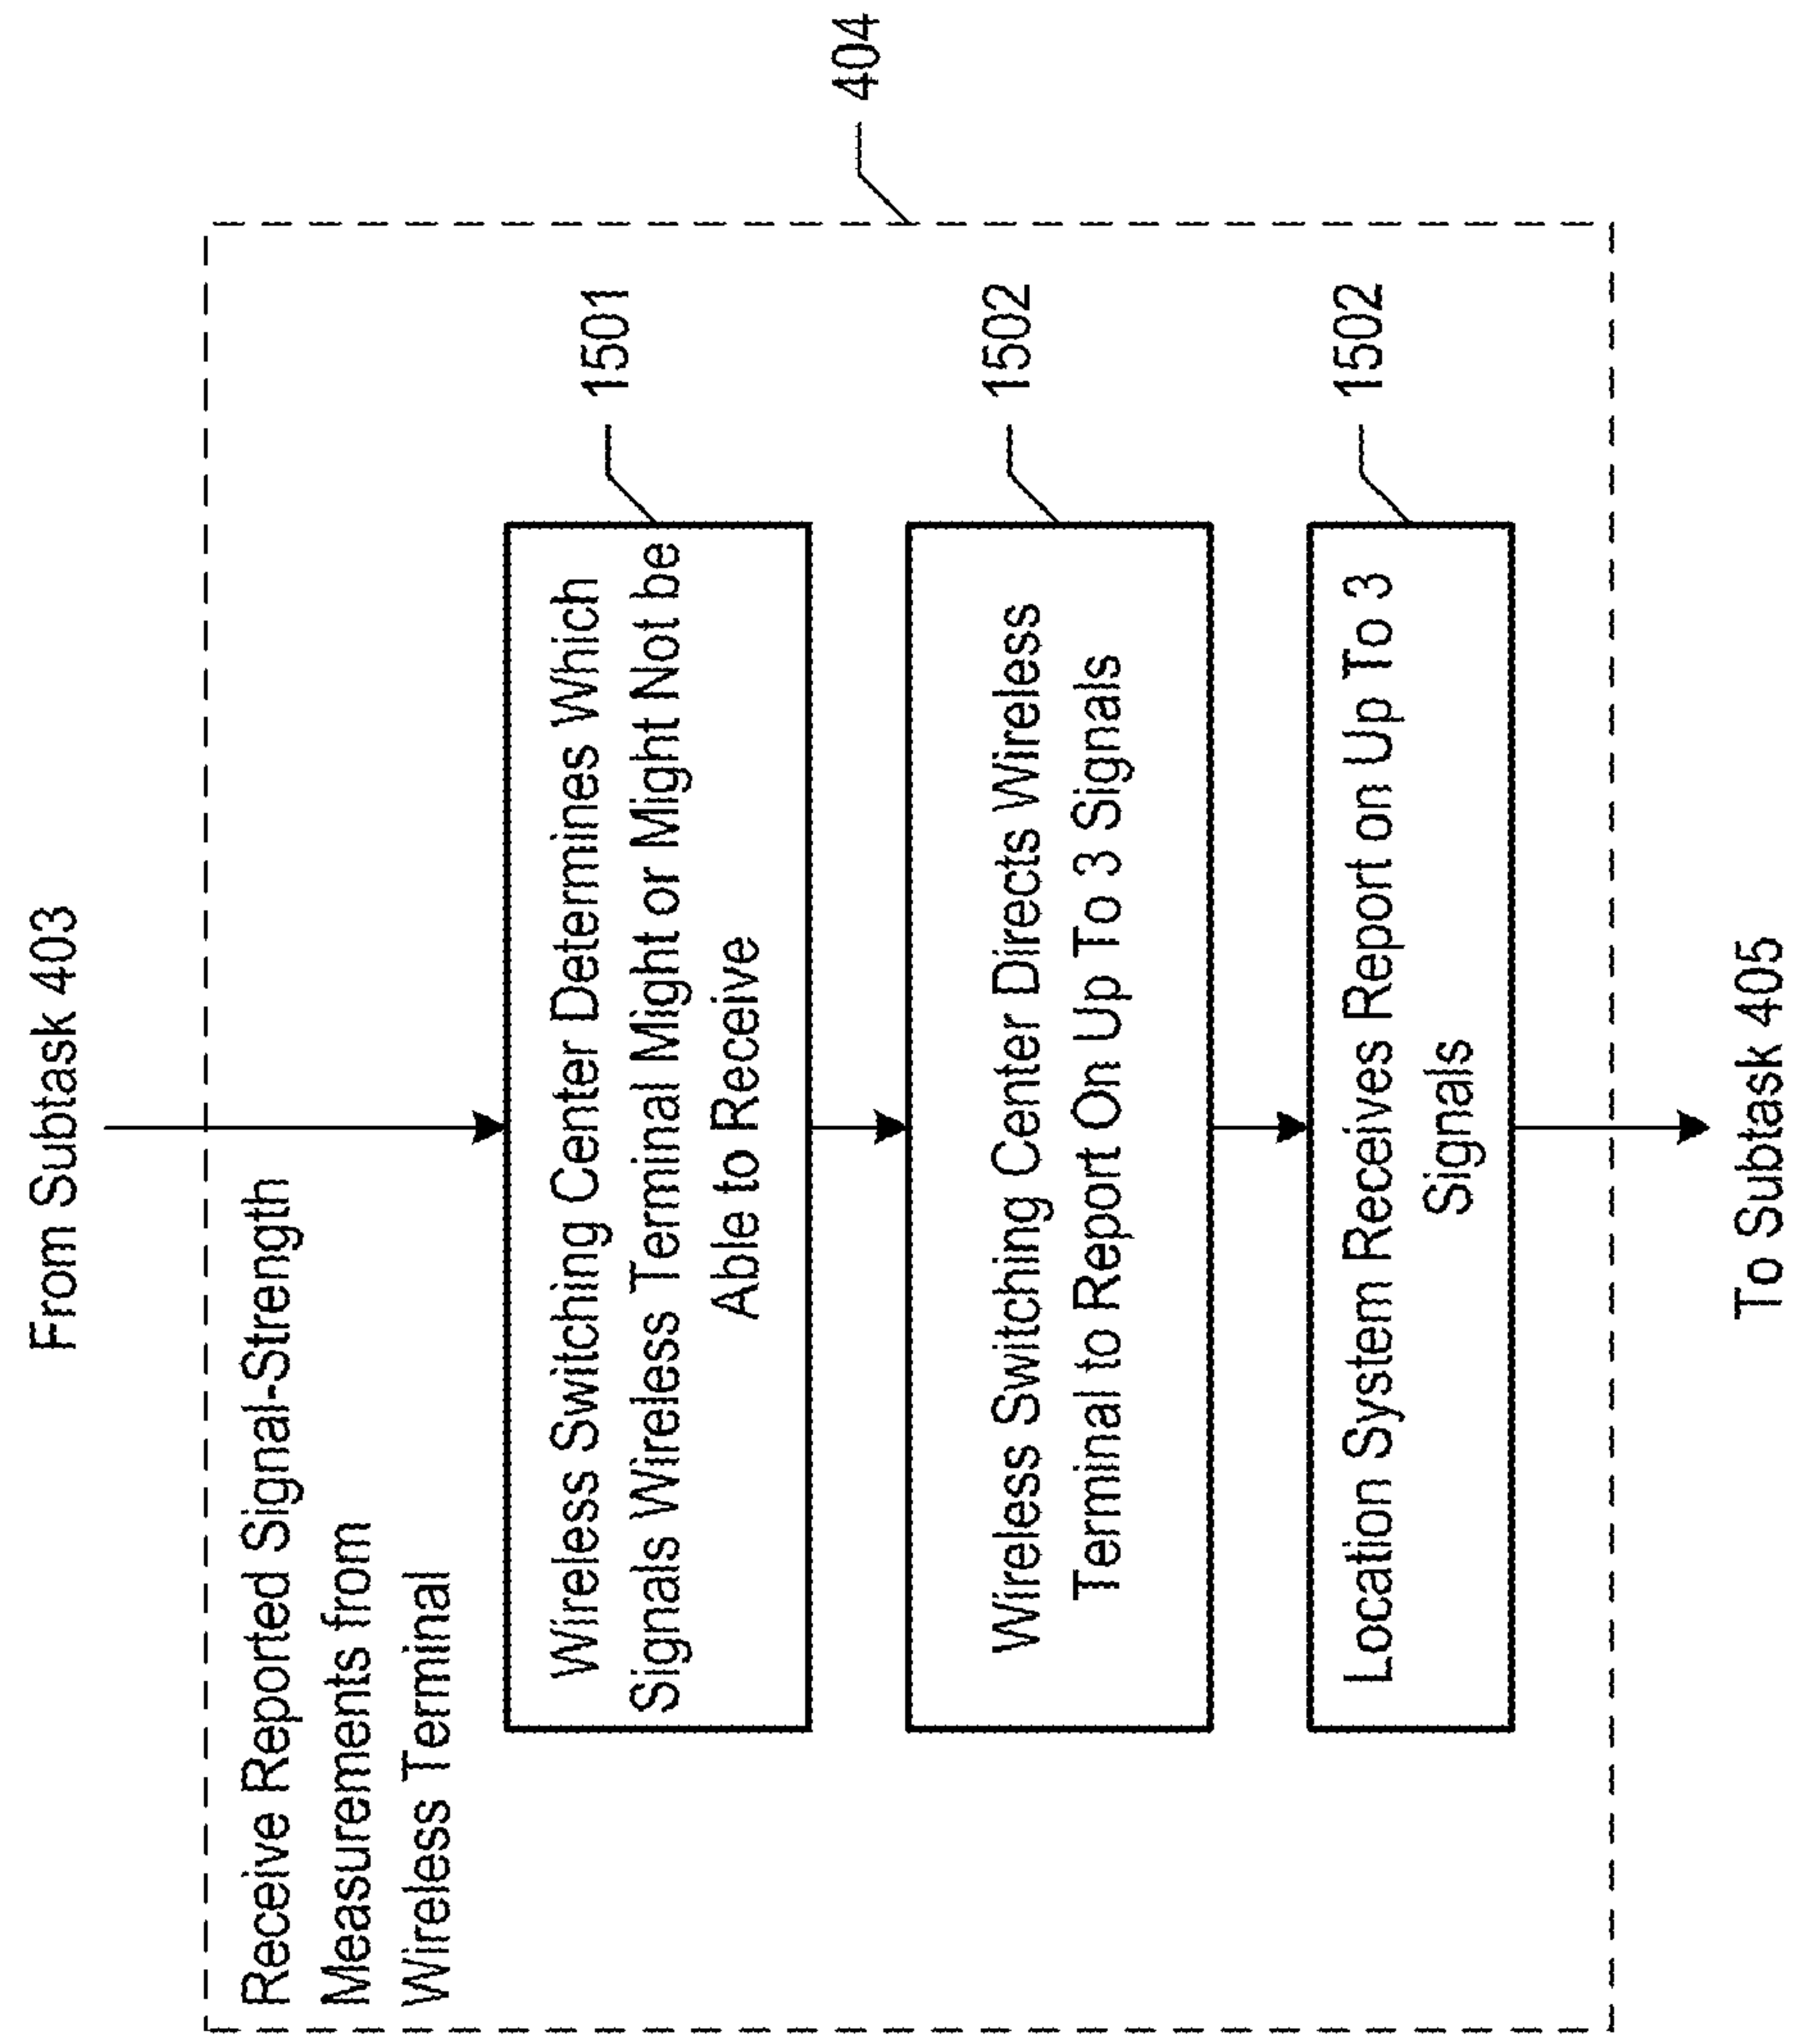 From Subtask 403
Receive Reported Signal-Strength
Measurements from
Wireless Terminal
404
Wireless Switching Center Determines Which
Signals Wireless Terminal Might or Might Not be
Able to Receive
1501
Wireless Switching Center Directs Wireless
Terminal to Report On Up To 3 Signals
1502
Location System Receives Report on Up To 3
Signals
1502
To Subtask 405